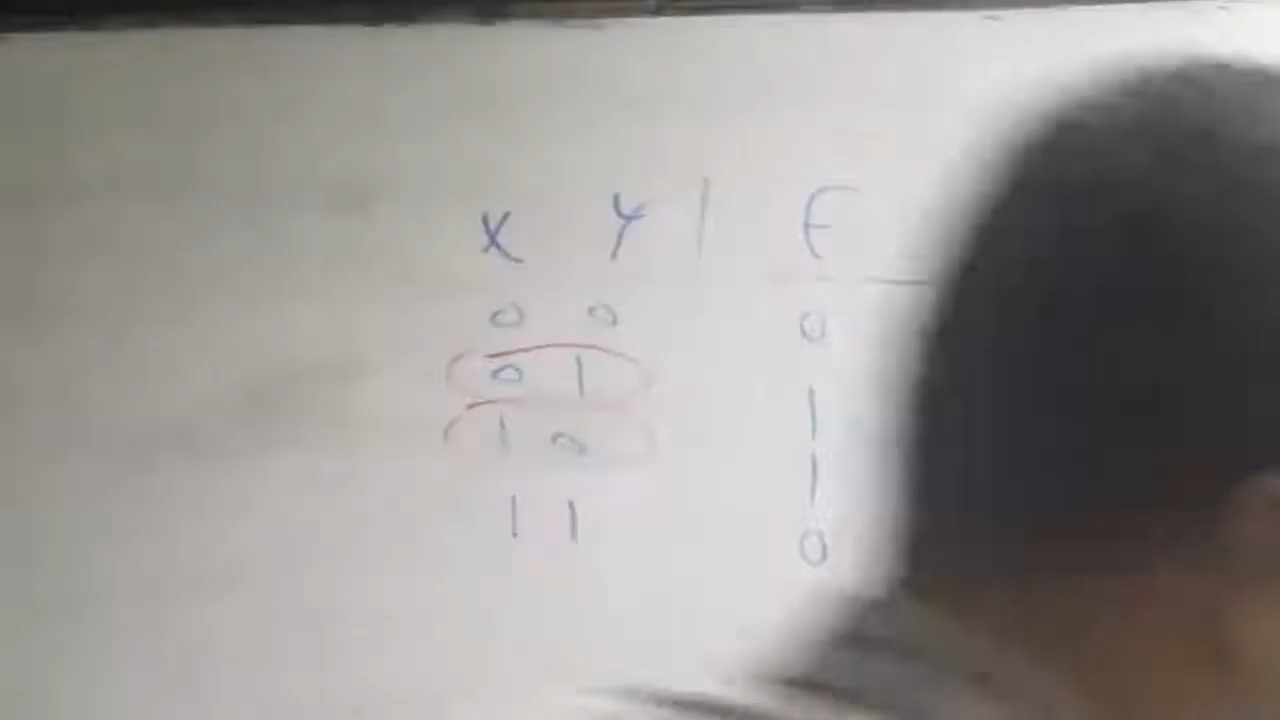 X Y | F
0 0 0
0 1 1
1 0 1
1 1 0